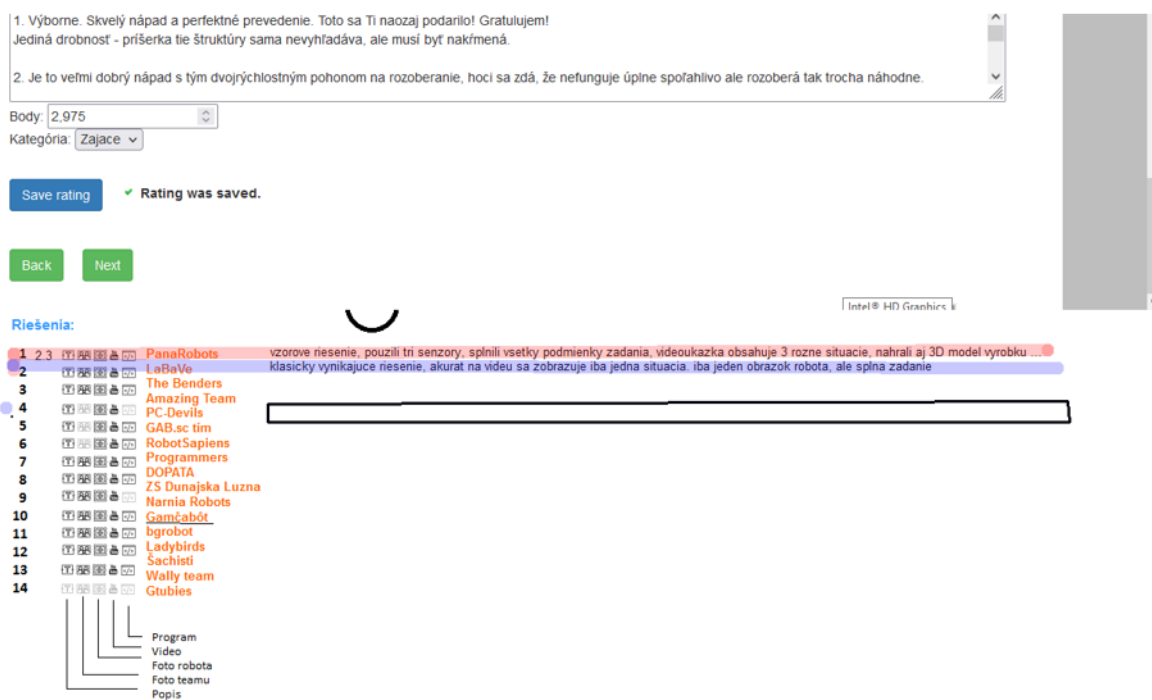 1. Výborne. Skvelý nápad a perfektné prevedenie. Toto sa Ti naozaj podarilo! Gratulujem!
Jediná drobnosť - príšerka tie štruktúry sama nevyhľadáva, ale musí byť nakŕmená.
2. Je to veľmi dobrý nápad s tým dvojrýchlostným pohonom na rozoberanie, hoci sa zdá, že nefunguje úplne spoľahlivo ale rozoberá tak trocha náhodne.
Body: 2,975
Kategória: Zajace
Save rating ✔ Rating was saved.
Back Next
Intel® HD Graphics
Riešenia:
1 2.3 PanaRobots vzorove riesenie, pouzili tri senzory, splnili vsetky podmienky zadania, videoukazka obsahuje 3 rozne situacie, nahrali aj 3D model vyrobku ...
2 LaBaVe klasicky vynikajuce riesenie, akurat na videu sa zobrazuje iba jedna situacia. iba jeden obrazok robota, ale splna zadanie
3 The Benders
Amazing Team
4 PC-Devils
5 GAB.sc tim
6 RobotSapiens
7 Programmers
DOPATA
8 ZS Dunajska Luzna
9 Narnia Robots
10 Gamčabót
11 bgrobot
12 Ladybirds
Šachisti
13 Wally team
14 Gtubies
Program
Video
Foto robota
Foto teamu
Popis